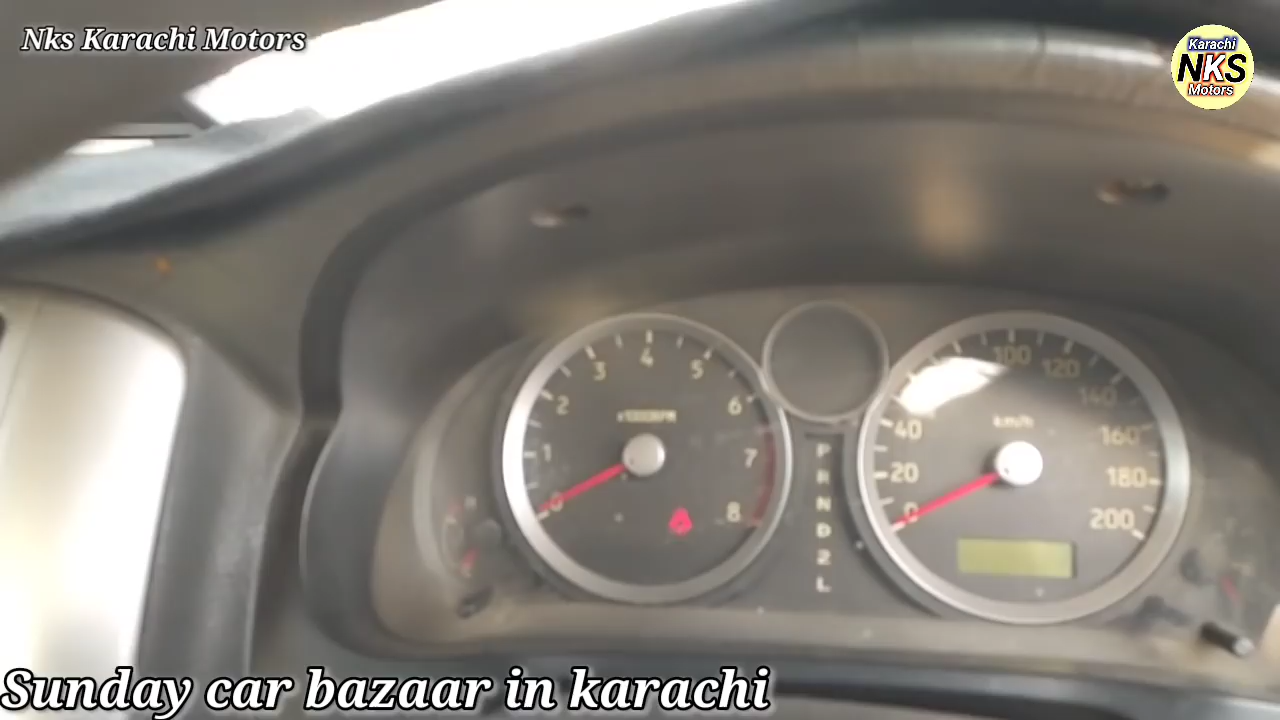 Nks Karachi Motors
Karachi
NKS
Motors
0 1 2 3 4 5 6 7 8
x1000RPM
P
R
N
D
2
L
0 20 40 100 120 140 160 180 200
km/h
Sunday car bazaar in karachi